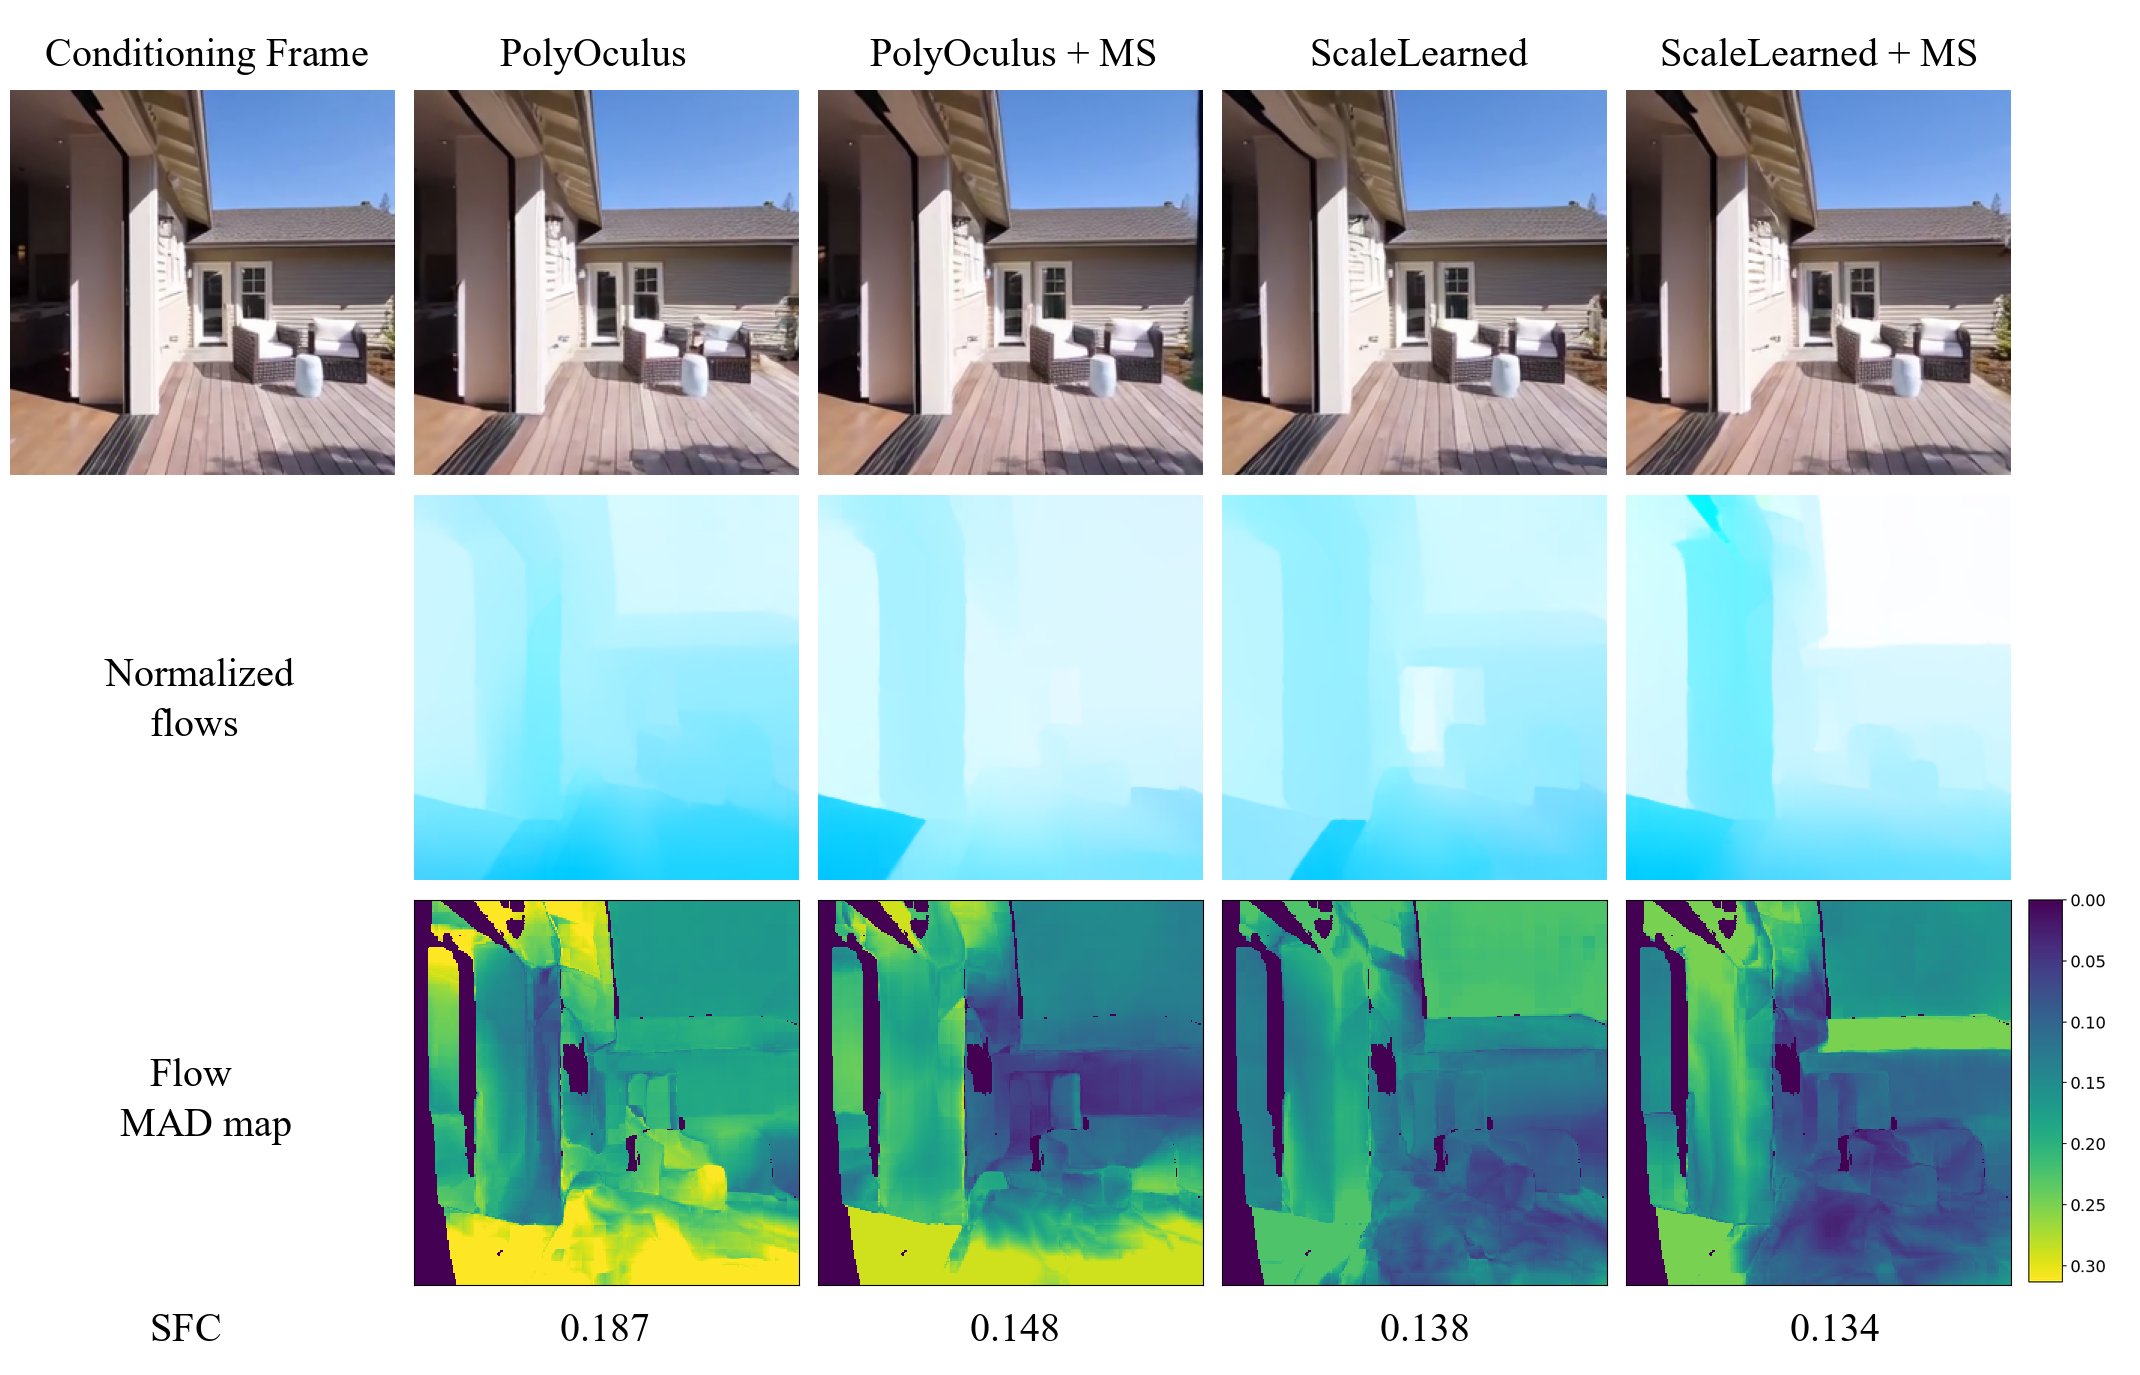 Conditioning Frame
PolyOculus
PolyOculus + MS
ScaleLearned
ScaleLearned + MS
Normalized
flows
Flow
MAD map
0.00
0.05
0.10
0.15
0.20
0.25
0.30
SFC
0.187
0.148
0.138
0.134